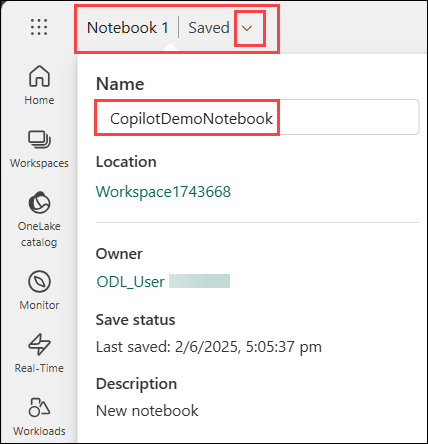 Notebook 1 | Saved
Name
CopilotDemoNotebook
Location
Workspace1743668
Owner
ODL_User
Save status
Last saved: 2/6/2025, 5:05:37 pm
Description
New notebook
Home
Workspaces
OneLake
catalog
Monitor
Real-Time
Workloads